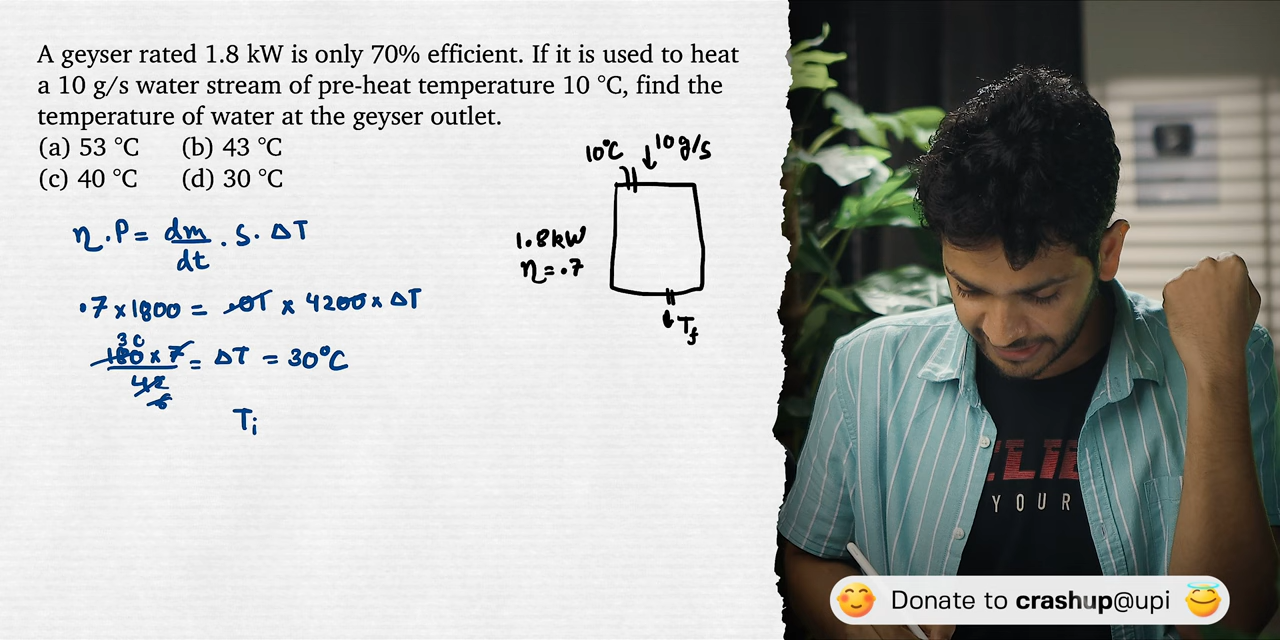 A geyser rated 1.8 kW is only 70% efficient. If it is used to heat
a 10 g/s water stream of pre-heat temperature 10 °C, find the
temperature of water at the geyser outlet.
(a) 53 °C (b) 43 °C
(c) 40 °C (d) 30 °C
10°C 10g/s
1.8kW
η=.7
Tf
η.P = dm/dt . s. ΔT
.7 x 1800 = .01 x 4200 x ΔT
30
180 x 7 / 42 = ΔT = 30°C
6
Ti
YOUR
Donate to crashup@upi